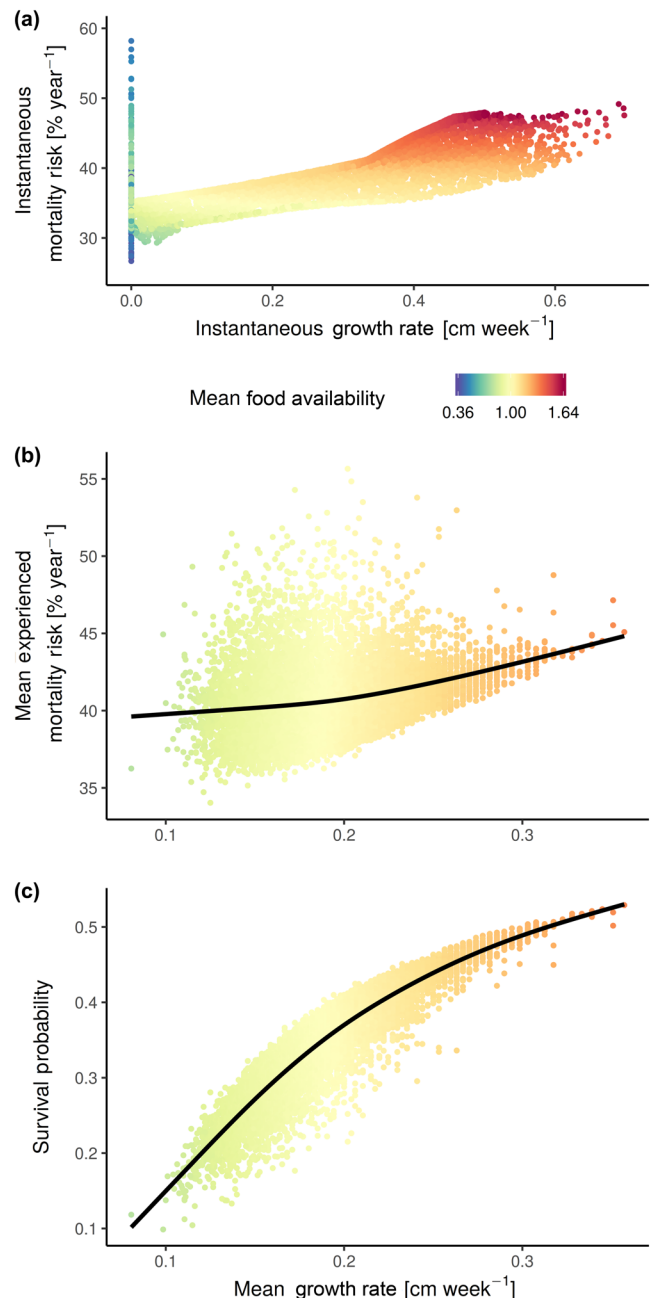 (a)
Instantaneous
mortality risk [% year⁻¹]
60
50
40
30
0.0 0.2 0.4 0.6
Instantaneous growth rate [cm week⁻¹]
Mean food availability
0.36 1.00 1.64
(b)
Mean experienced
mortality risk [% year⁻¹]
55
50
45
40
35
0.1 0.2 0.3
(c)
Survival probability
0.5
0.4
0.3
0.2
0.1
0.1 0.2 0.3
Mean growth rate [cm week⁻¹]